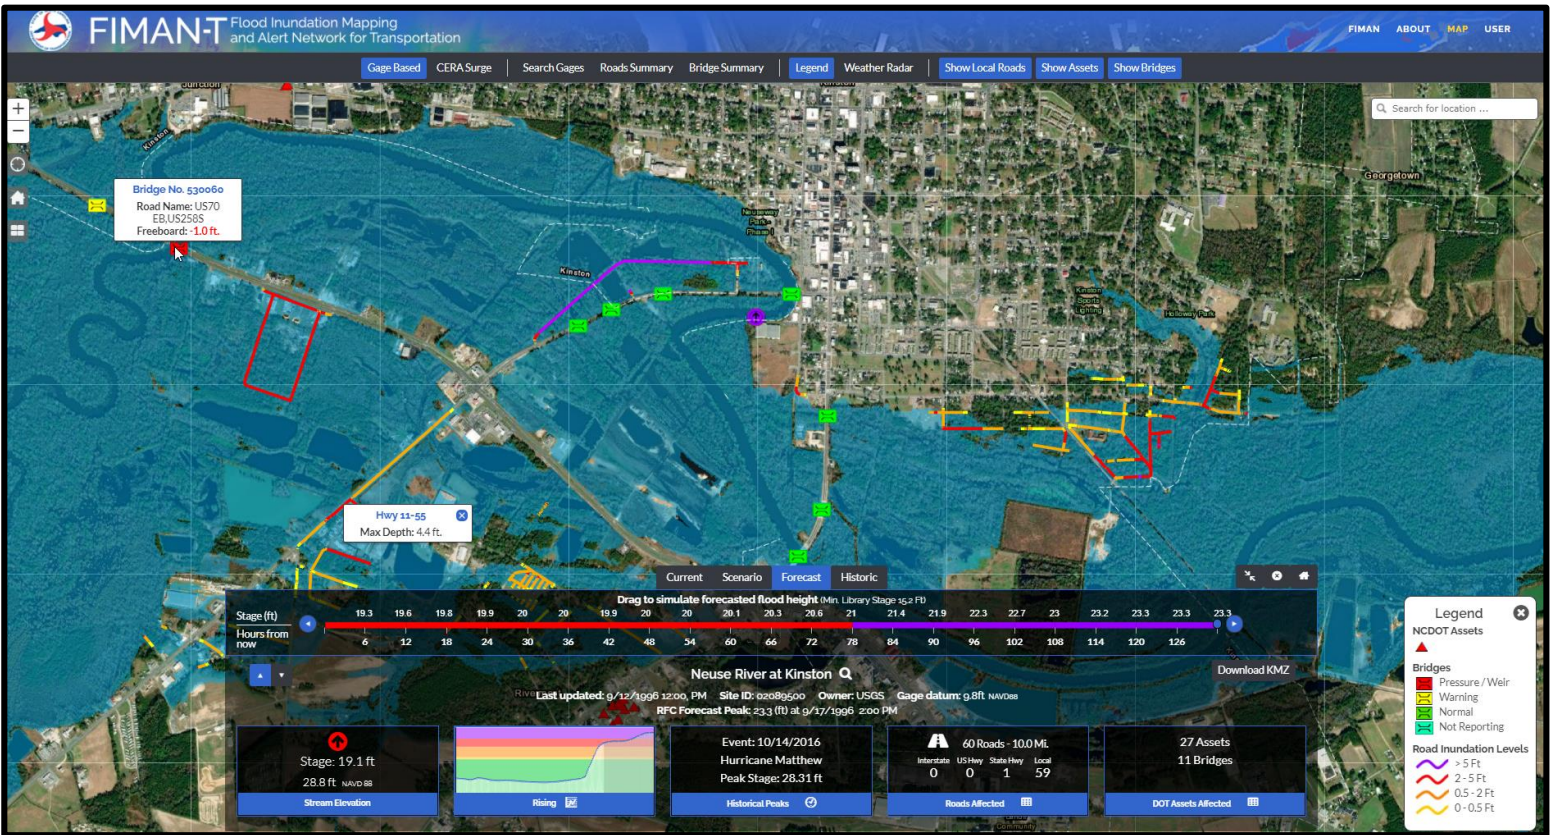 FIMAN-T Flood Inundation Mapping
and Alert Network for Transportation
FIMAN ABOUT MAP USER
Gage Based CERA Surge Search Gages Roads Summary Bridge Summary Legend Weather Radar Show Local Roads Show Assets Show Bridges
Junction
Kinston
+
−
Search for location ...
Kinston
Georgetown
Bridge No. 530060
Road Name: US70
EB,US258S
Freeboard: -1.0 ft.
Neuseway
Park-
Phase I
Kinston
Kinston
Sports
Lighting
Holloway Park
Hwy 11-55
Max Depth: 4.4 ft.
Current Scenario Forecast Historic
Drag to simulate forecasted flood height (Min. Library Stage 15.2 Ft)
Stage (ft) 19.3 19.6 19.8 19.9 20 20 19.9 20 20 20.1 20.3 20.6 21 21.4 21.9 22.3 22.7 23 23.2 23.3 23.3 23.3
Hours from
now 6 12 18 24 30 36 42 48 54 60 66 72 78 84 90 96 102 108 114 120 126
Neuse River at Kinston
Download KMZ
Last updated: 9/12/1996 12:00, PM Site ID: 02089500 Owner: USGS Gage datum: 9.8ft NAVD88
RFC Forecast Peak: 23.3 (ft) at 9/17/1996 2:00 PM
Stage: 19.1 ft
28.8 ft NAVD 88
Stream Elevation
Rising
Event: 10/14/2016
Hurricane Matthew
Peak Stage: 28.31 ft
Historical Peaks
60 Roads - 10.0 Mi.
Interstate US Hwy State Hwy Local
0 0 1 59
Roads Affected
27 Assets
11 Bridges
DOT Assets Affected
Community
Legend
NCDOT Assets
Bridges
Pressure / Weir
Warning
Normal
Not Reporting
Road Inundation Levels
> 5 Ft
2 - 5 Ft
0.5 - 2 Ft
0 - 0.5 Ft